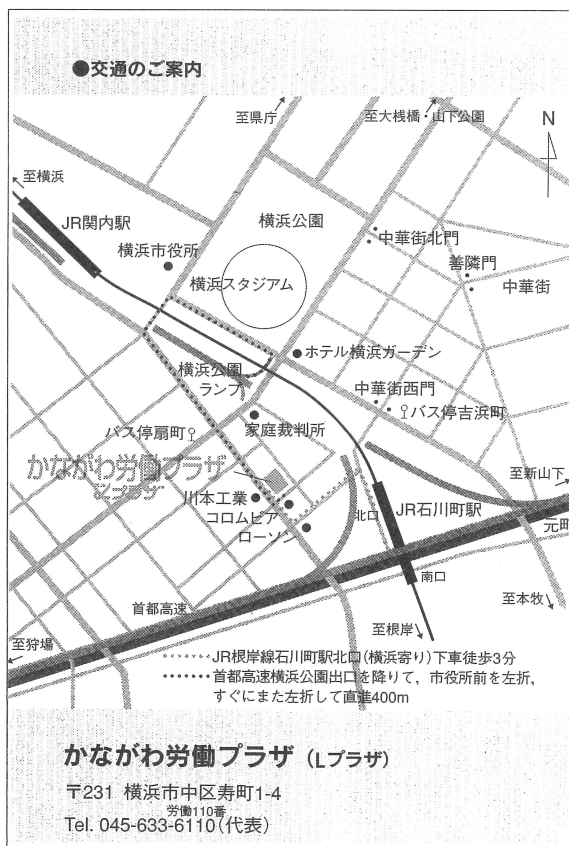 ●交通のご案内
至県庁
至大桟橋・山下公園
N
至横浜
JR関内駅
横浜公園
横浜市役所
中華街北門
善隣門
横浜スタジアム
中華街
ホテル横浜ガーデン
横浜公園
ランプ
中華街西門
バス停吉浜町
家庭裁判所
バス停扇町
かながわ労働プラザ
Lプラザ
至新山下
川本工業
コロムビア
ローソン
北口
JR石川町駅
元町
南口
首都高速
至本牧
至根岸
至狩場
JR根岸線石川町駅北口(横浜寄り)下車徒歩3分
首都高速横浜公園出口を降りて，市役所前を左折，
すぐにまた左折して直進400m
かながわ労働プラザ(Lプラザ)
〒231 横浜市中区寿町1-4
労働110番
Tel. 045-633-6110(代表)